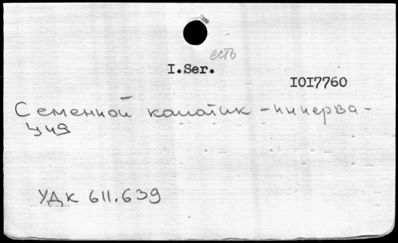 есть
I.Ser.
IOI7760
Семенной канатик - иннерва-
ция
УДК 611.639